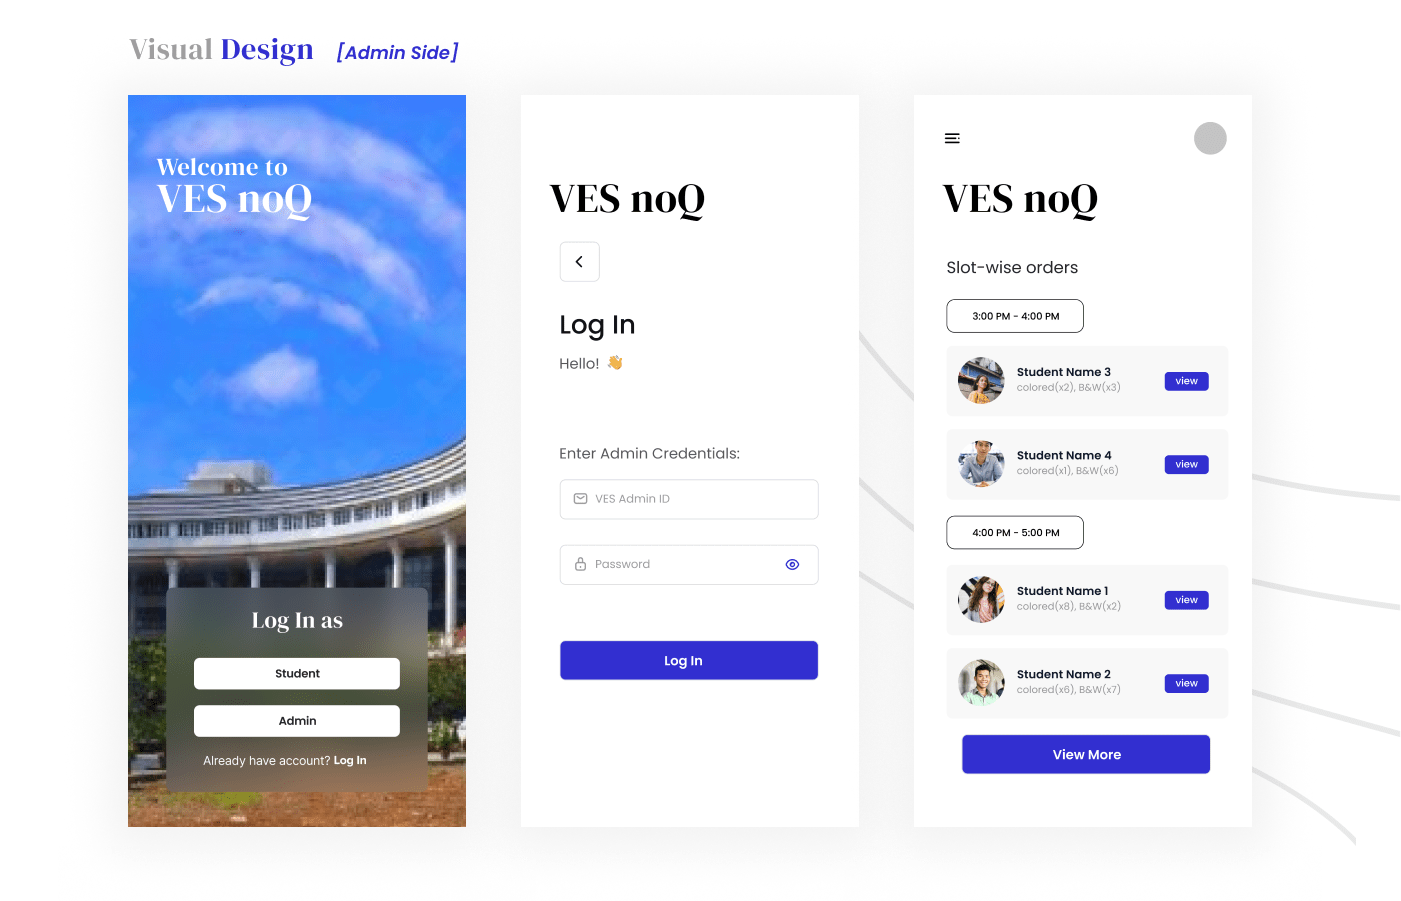 Visual Design [Admin Side]
Welcome to
VES noQ
Log In as
Student
Admin
Already have account? Log In
VES noQ
Log In
Hello! 👋
Enter Admin Credentials:
VES Admin ID
Password
Log In
VES noQ
Slot-wise orders
3:00 PM - 4:00 PM
Student Name 3
colored(x2), B&W(x3)
view
Student Name 4
colored(x1), B&W(x6)
view
4:00 PM - 5:00 PM
Student Name 1
colored(x8), B&W(x2)
view
Student Name 2
colored(x6), B&W(x7)
view
View More